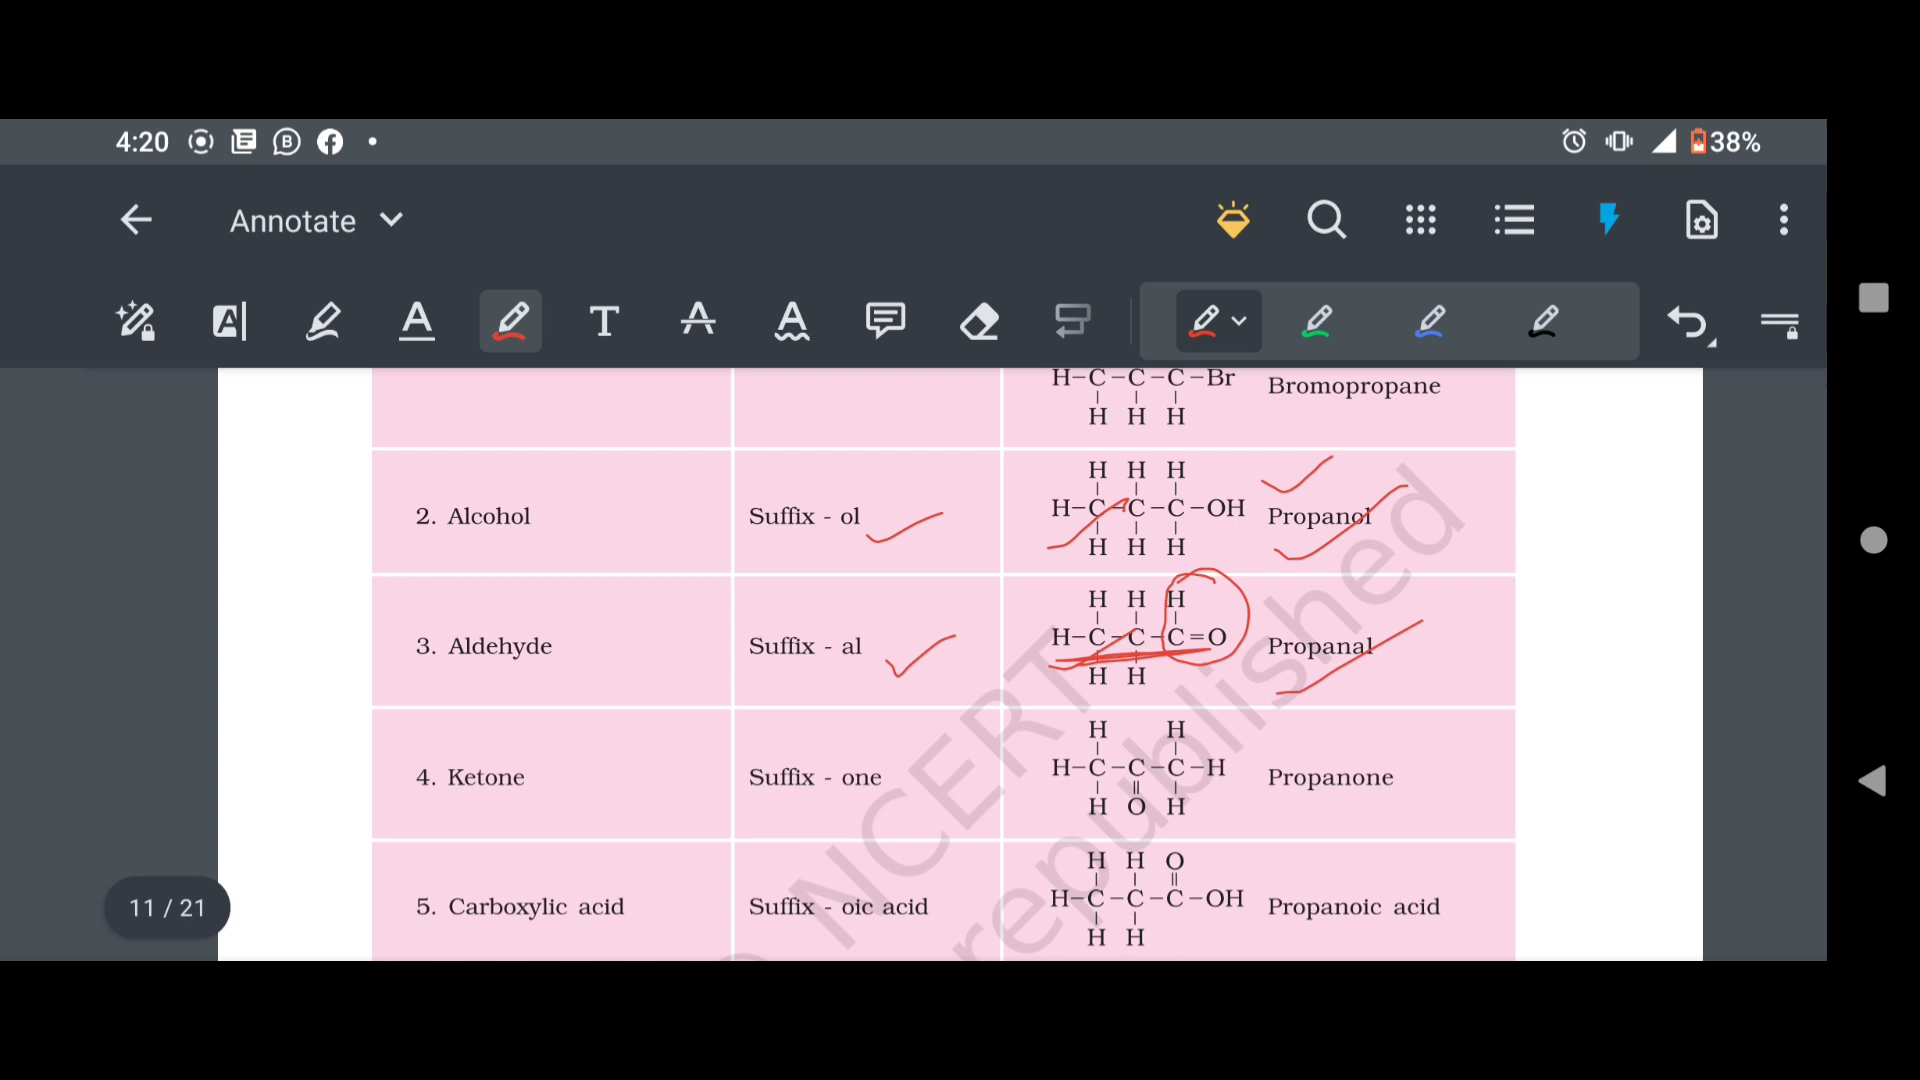 4:20
38%
Annotate
H–C–C–C–Br Bromopropane
H H H
H H H
2. Alcohol Suffix - ol H–C–C–C–OH Propanol
H H H
H H H
3. Aldehyde Suffix - al H–C–C–C=O Propanal
H H
H H
4. Ketone Suffix - one H–C–C–C–H Propanone
H O H
H H O
5. Carboxylic acid Suffix - oic acid H–C–C–C–OH Propanoic acid
H H
11 / 21
NCERT
republished